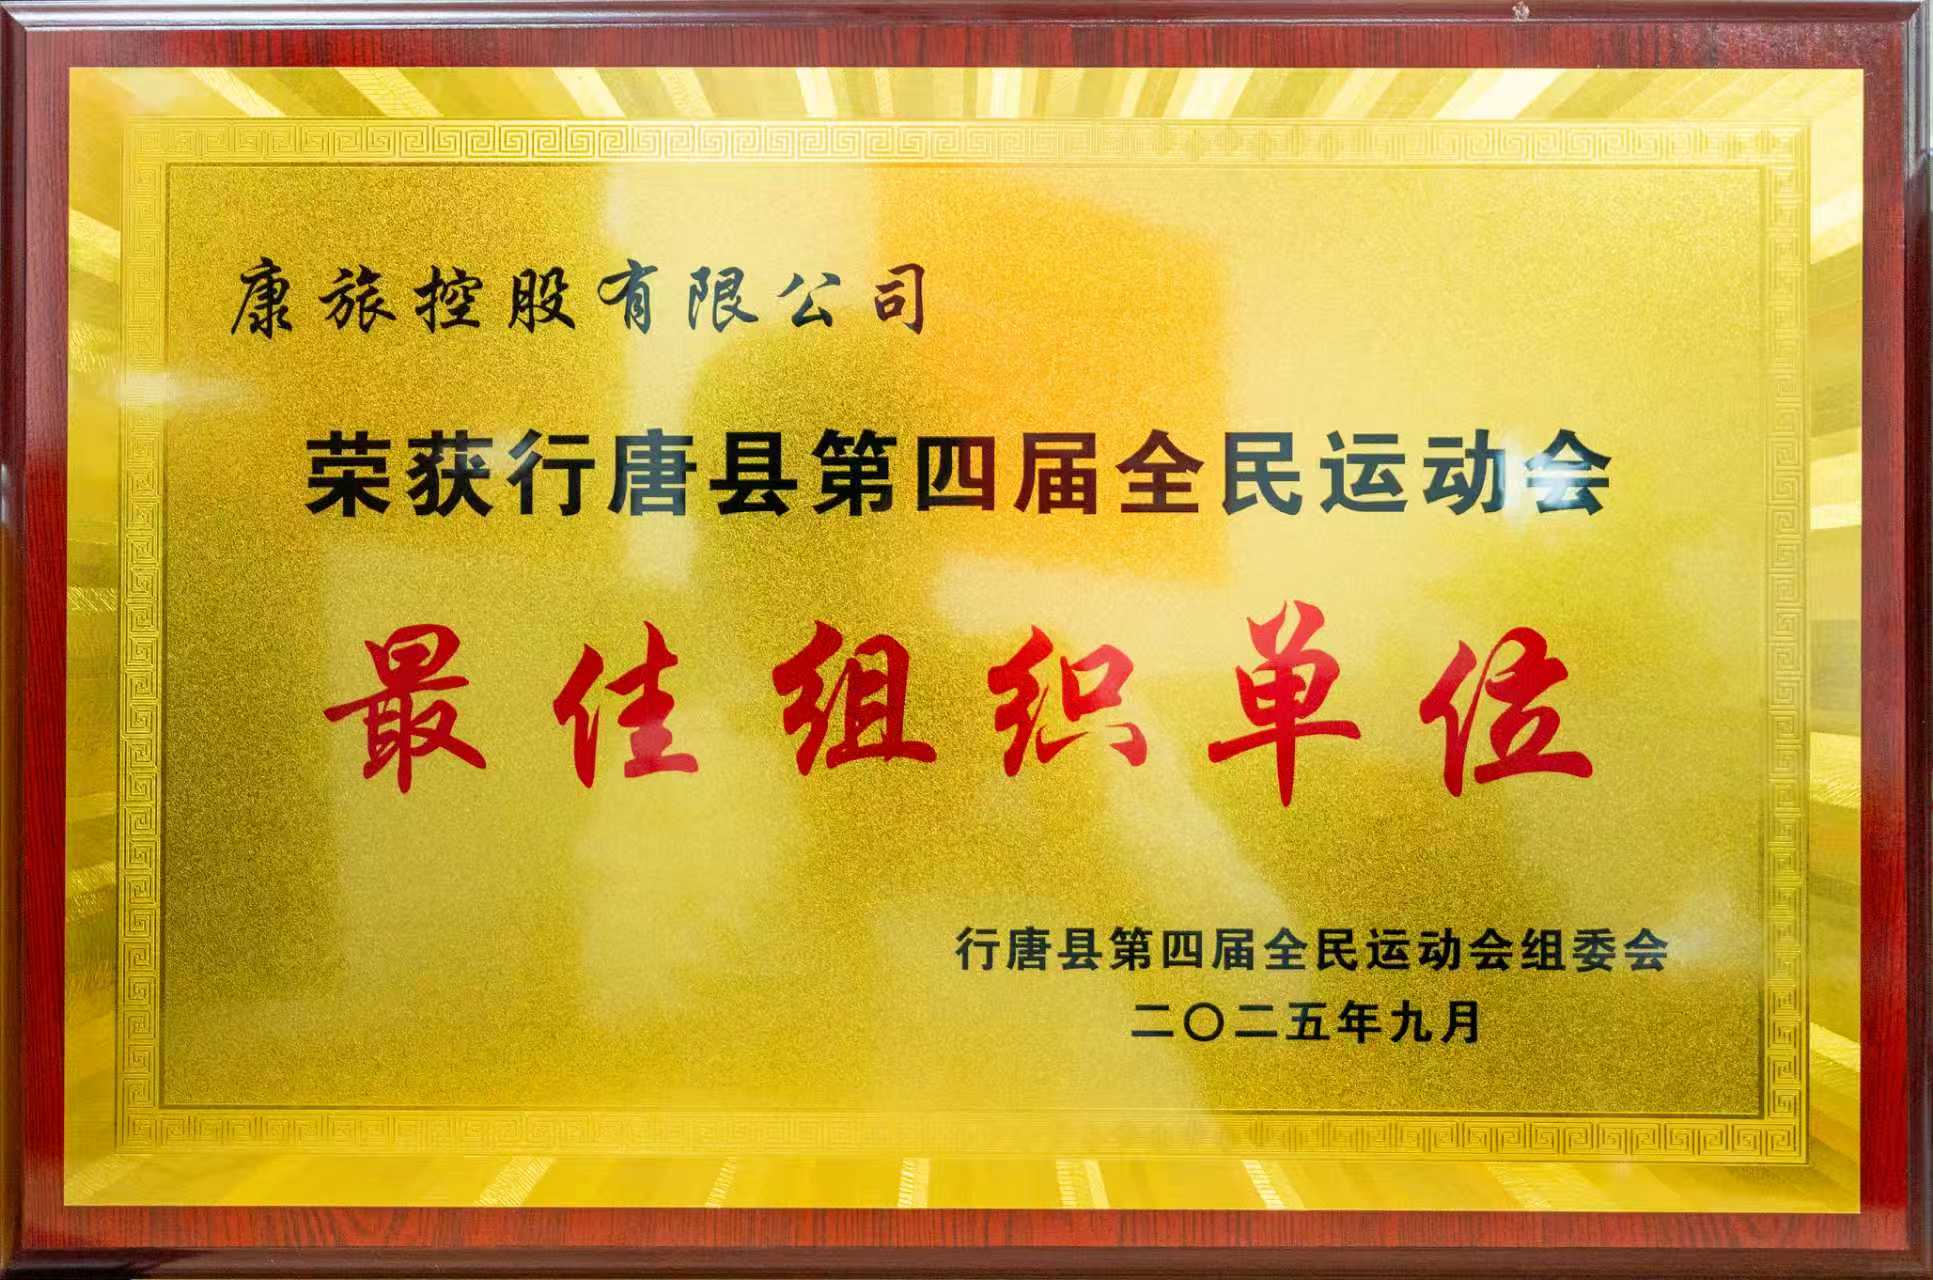 康旅控股有限公司
荣获行唐县第四届全民运动会
最佳组织单位
行唐县第四届全民运动会组委会
二〇二五年九月